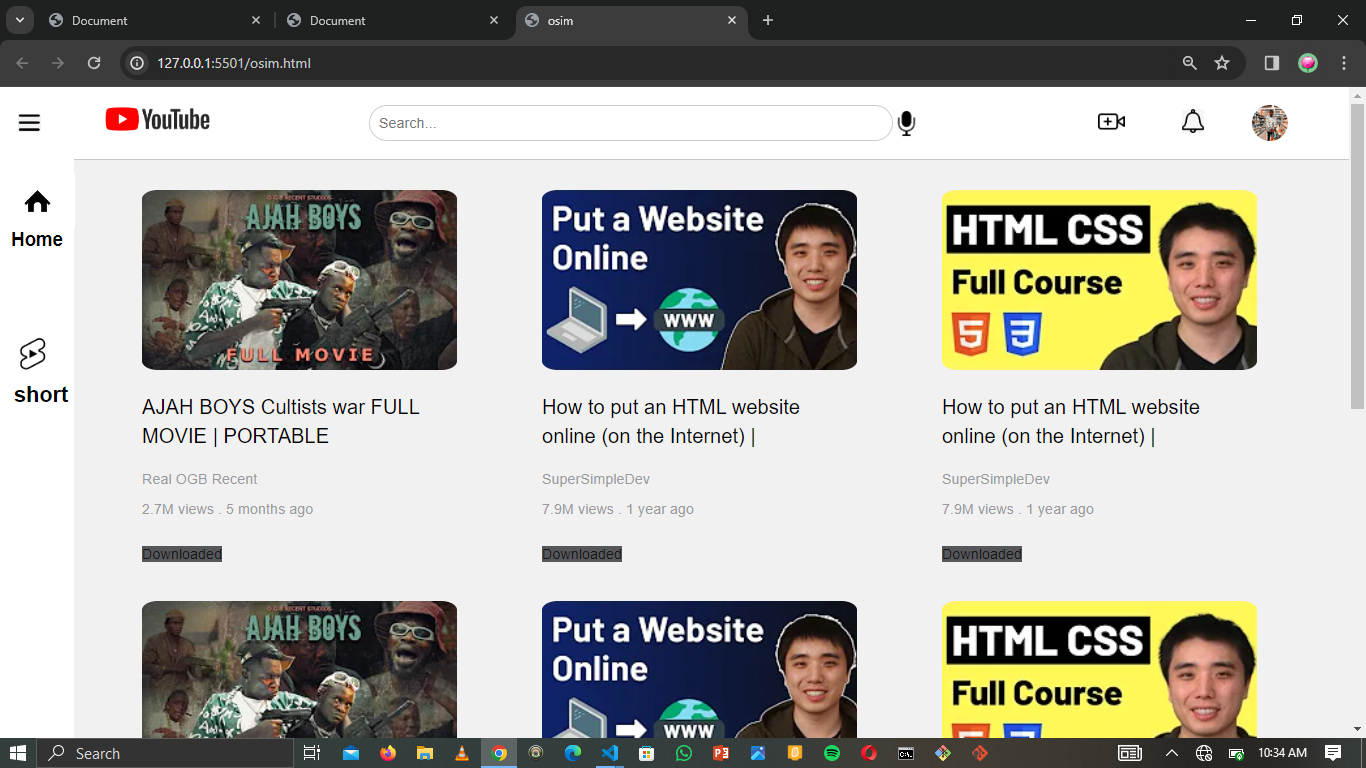 Document
Document
osim
127.0.0.1:5501/osim.html
YouTube
Search...
Home
short
© O.G.B RECENT STUDIOS
AJAH BOYS
FULL MOVIE
Put a Website
Online
WWW
HTML CSS
Full Course
5
3
AJAH BOYS Cultists war FULL
MOVIE | PORTABLE
How to put an HTML website
online (on the Internet) |
How to put an HTML website
online (on the Internet) |
Real OGB Recent
SuperSimpleDev
SuperSimpleDev
2.7M views . 5 months ago
7.9M views . 1 year ago
7.9M views . 1 year ago
Downloaded
Downloaded
Downloaded
AJAH BOYS
Put a Website
Online
WWW
HTML CSS
Full Course
Search
10:34 AM